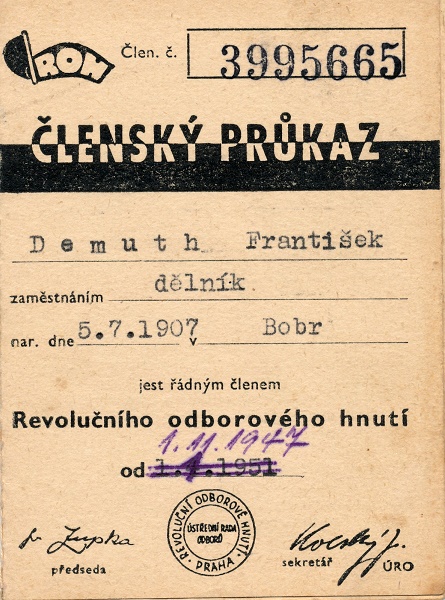 ROH
Člen. č. 3995665
ČLENSKÝ PRŮKAZ
Demuth František
zaměstnáním dělník
nar. dne 5.7.1907 v Bobr
jest řádným členem
Revolučního odborového hnutí
1.11.1947
od 1.1.1951
REVOLUČNÍ ODBOROVÉ HNUTÍ · PRAHA ·
ÚSTŘEDNÍ RADA
ODBORŮ
předseda
sekretář ÚRO